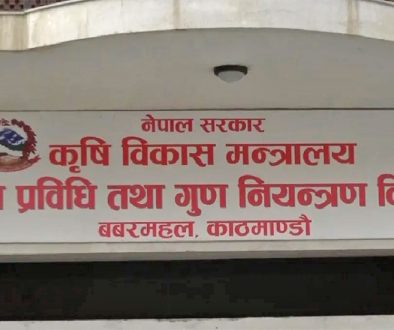 नेपाल सरकार
कृषि विकास मन्त्रालय
प्रविधि तथा गुण नियन्त्रण
बबरमहल, काठमाण्डौ